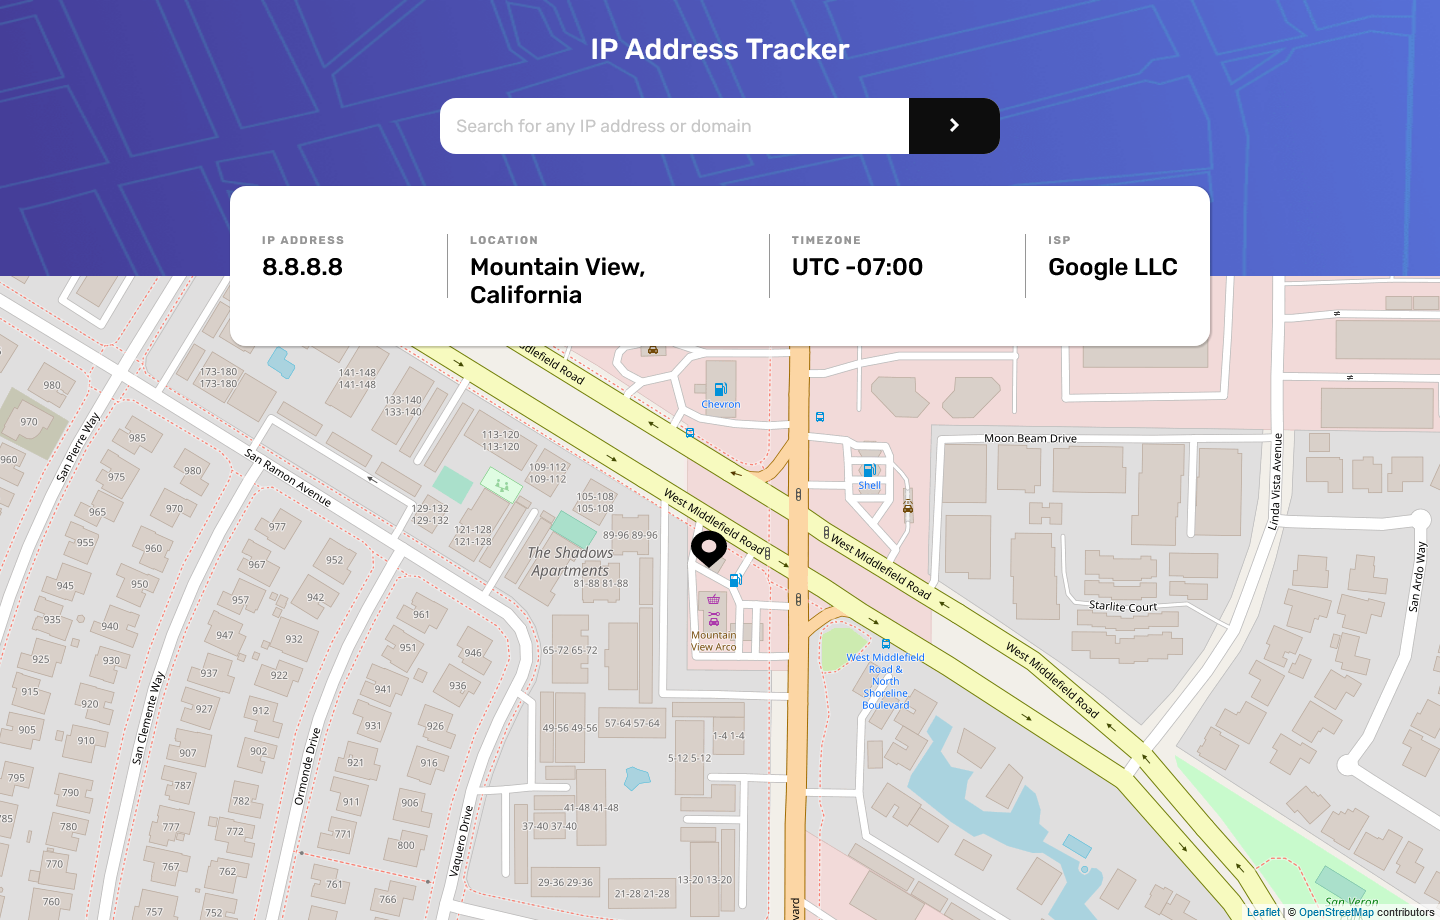 IP Address Tracker
Search for any IP address or domain
IP ADDRESS
8.8.8.8
LOCATION
Mountain View,
California
TIMEZONE
UTC -07:00
ISP
Google LLC
ddlefield Road
173-180
173-180
141-148
141-148
133-140
133-140
980
970
960
Chevron
San Pierre Way
985
975
965
955
945
935
925
915
905
980
970
960
950
940
930
920
910
San Ramon Avenue
113-120
113-120
109-112
109-112
105-108
105-108
129-132
129-132
121-128
121-128
89-96 89-96
The Shadows
Apartments
81-88 81-88
West Middlefield Road
West Middlefield Road
West Middlefield Road
Shell
Moon Beam Drive
Linda Vista Avenue
San Ardo Way
Starlite Court
Mountain
View Arco
West Middlefield
Road &
North
Shoreline
Boulevard
977
967
957
947
937
927
952
942
932
922
912
902
961
951
941
931
921
911
946
936
926
916
906
907
San Clemente Way
Ormonde Drive
Vaquero Drive
65-72 65-72
57-64 57-64
49-56 49-56
41-48 41-48
37-40 37-40
29-36 29-36
21-28 21-28
13-20 13-20
5-12 5-12
1-4 1-4
795
785
790
780
770
760
787
777
767
757
782
772
762
752
771
761
800
766
vard
San Veron
Leaflet | © OpenStreetMap contributors